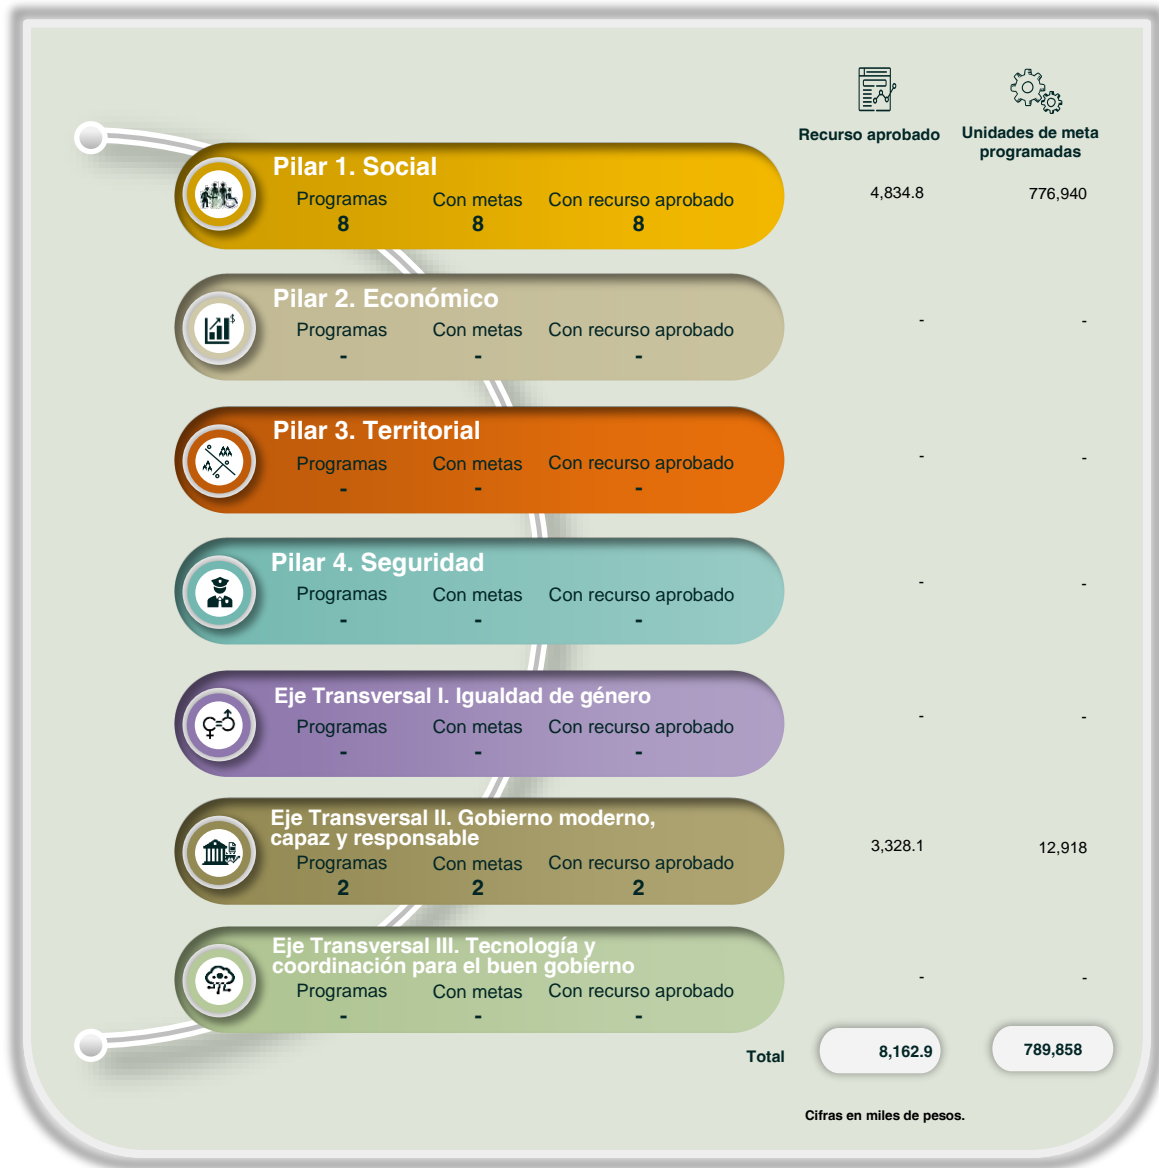 Recurso aprobado
Unidades de meta
programadas
Pilar 1. Social
Programas Con metas Con recurso aprobado
8 8 8
4,834.8 776,940
Pilar 2. Económico
Programas Con metas Con recurso aprobado
- - -
- -
Pilar 3. Territorial
Programas Con metas Con recurso aprobado
- - -
- -
Pilar 4. Seguridad
Programas Con metas Con recurso aprobado
- - -
- -
Eje Transversal I. Igualdad de género
Programas Con metas Con recurso aprobado
- - -
- -
Eje Transversal II. Gobierno moderno,
capaz y responsable
Programas Con metas Con recurso aprobado
2 2 2
3,328.1 12,918
Eje Transversal III. Tecnología y
coordinación para el buen gobierno
Programas Con metas Con recurso aprobado
- - -
- -
Total 8,162.9 789,858
Cifras en miles de pesos.